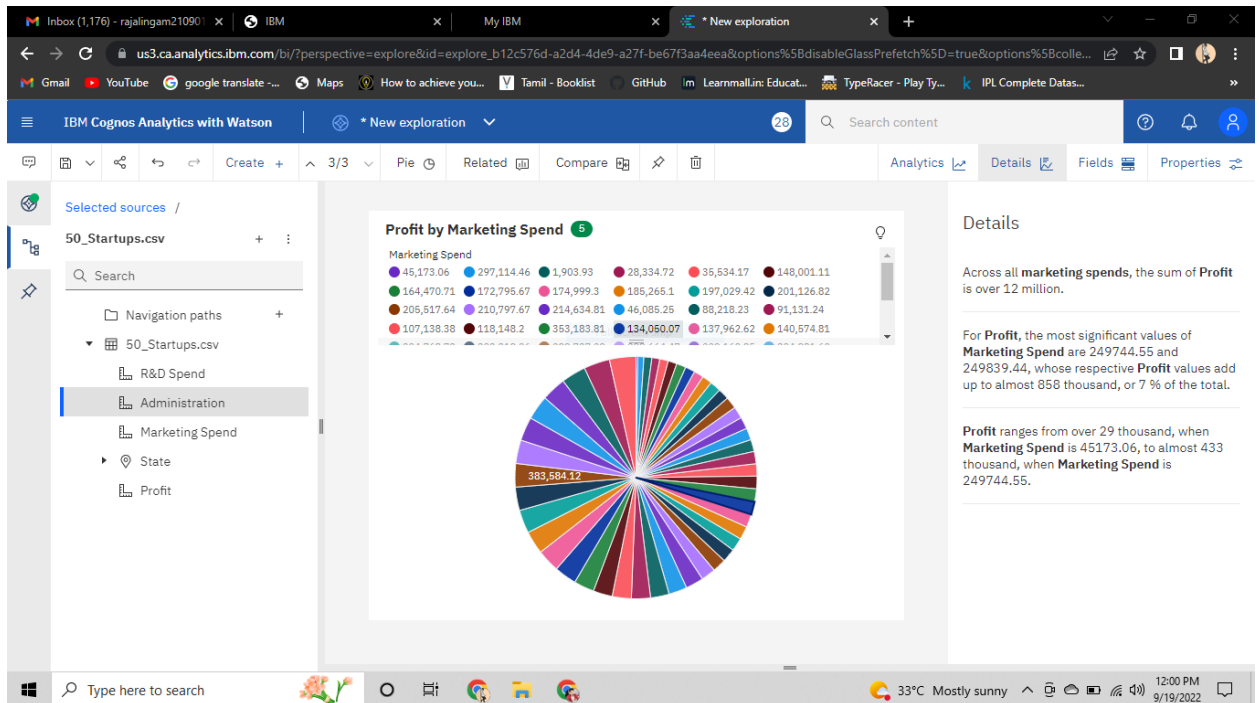 Inbox (1,176) - rajalingam210901
IBM
My IBM
* New exploration
us3.ca.analytics.ibm.com/bi/?perspective=explore&id=explore_b12c576d-a2d4-4de9-a27f-be67f3aa4eea&options%5BdisableGlassPrefetch%5D=true&options%5Bcolle...
Gmail YouTube google translate -... Maps How to achieve you... Tamil - Booklist GitHub Learnmall.in: Educat... TypeRacer - Play Ty... IPL Complete Datas... »
IBM Cognos Analytics with Watson
* New exploration
28
Search content
Create +
3/3
Pie
Related
Compare
Analytics
Details
Fields
Properties
Selected sources /
50_Startups.csv
Search
Navigation paths
50_Startups.csv
R&D Spend
Administration
Marketing Spend
State
Profit
Profit by Marketing Spend 5
Marketing Spend
45,173.06 297,114.46 1,903.93 28,334.72 35,534.17 148,001.11
164,470.71 172,795.67 174,999.3 185,265.1 197,029.42 201,126.82
205,517.64 210,797.67 214,634.81 46,085.25 88,218.23 91,131.24
107,138.38 118,148.2 353,183.81 134,050.07 137,962.62 140,574.81
383,584.12
Details
Across all marketing spends, the sum of Profit
is over 12 million.
For Profit, the most significant values of
Marketing Spend are 249744.55 and
249839.44, whose respective Profit values add
up to almost 858 thousand, or 7 % of the total.
Profit ranges from over 29 thousand, when
Marketing Spend is 45173.06, to almost 433
thousand, when Marketing Spend is
249744.55.
Type here to search
33°C Mostly sunny
12:00 PM
9/19/2022